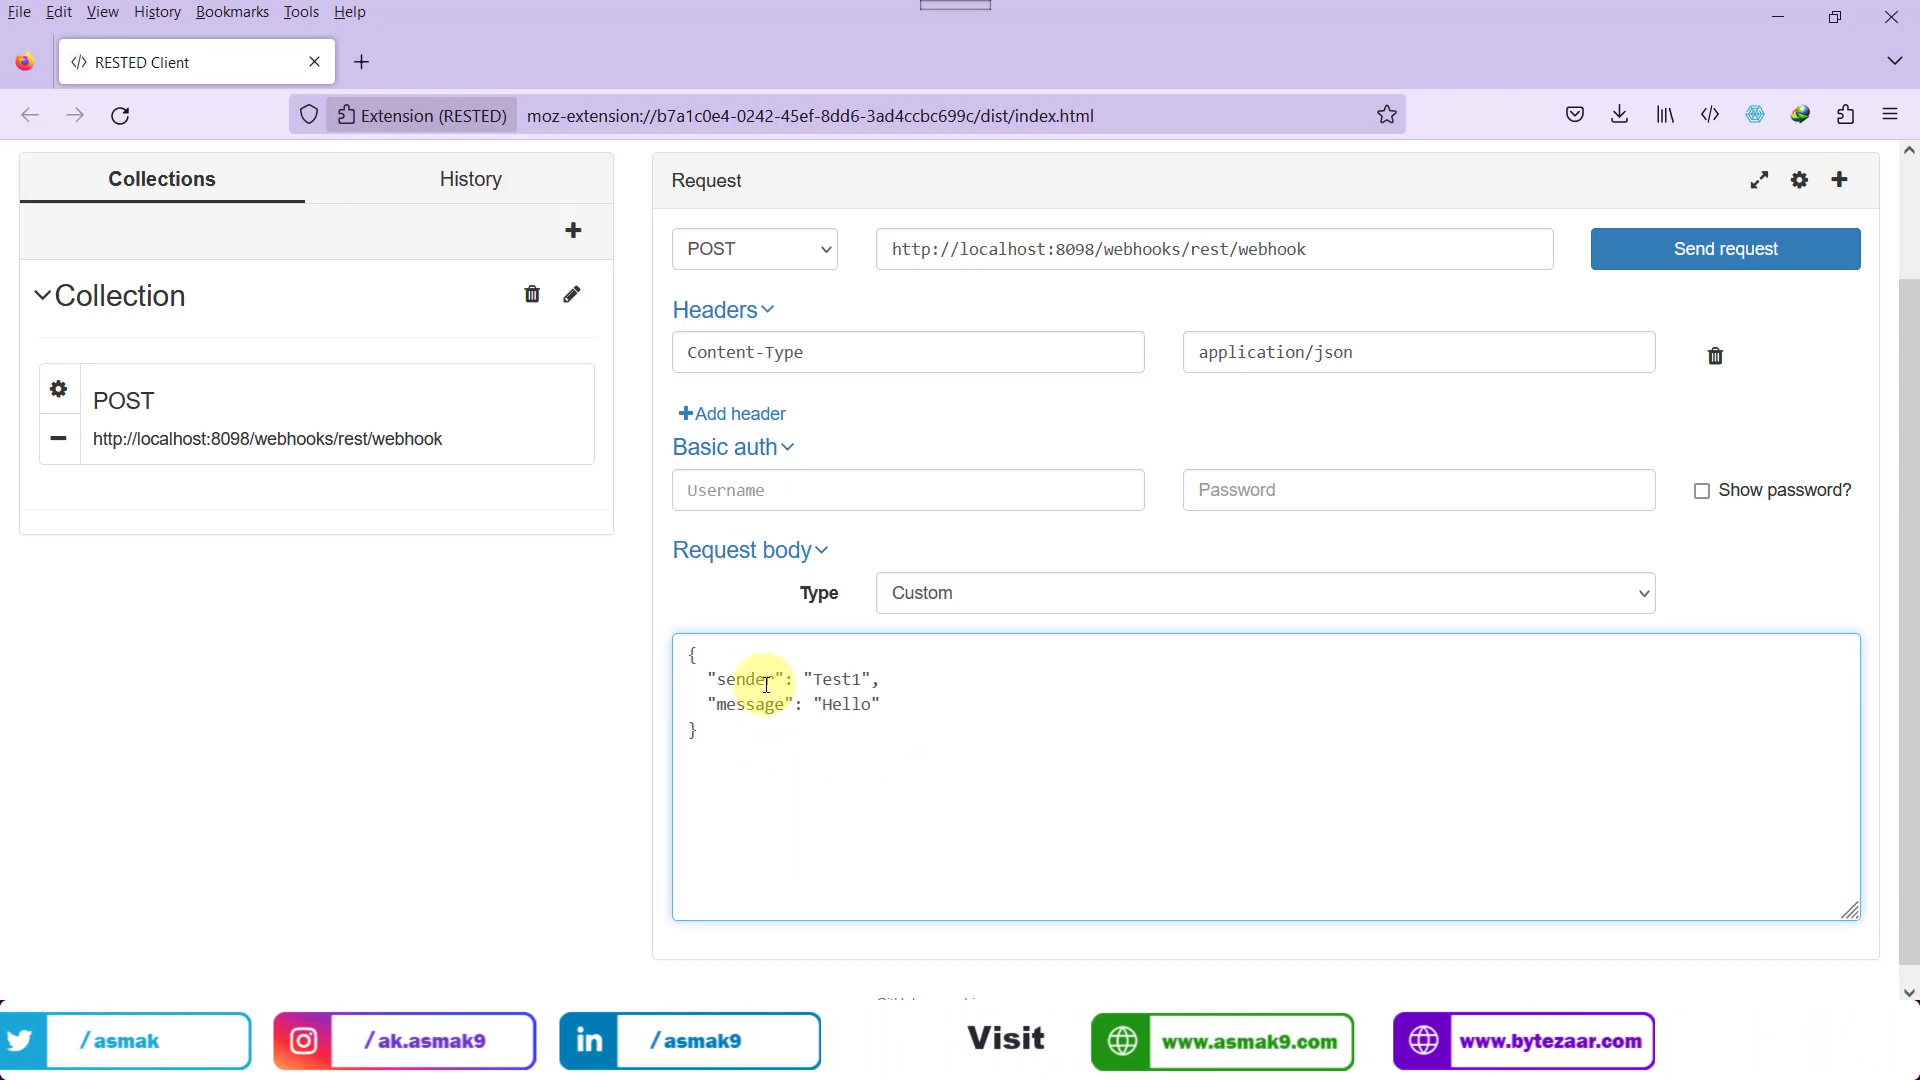 File Edit View History Bookmarks Tools Help
RESTED Client
Extension (RESTED) moz-extension://b7a1c0e4-0242-45ef-8dd6-3ad4ccbc699c/dist/index.html
Collections History
Collection
POST
http://localhost:8098/webhooks/rest/webhook
Request
POST http://localhost:8098/webhooks/rest/webhook Send request
Headers
Content-Type application/json
Add header
Basic auth
Username Password Show password?
Request body
Type Custom
{
"sender": "Test1",
"message": "Hello"
}
/asmak /ak.asmak9 /asmak9 Visit www.asmak9.com www.bytezaar.com